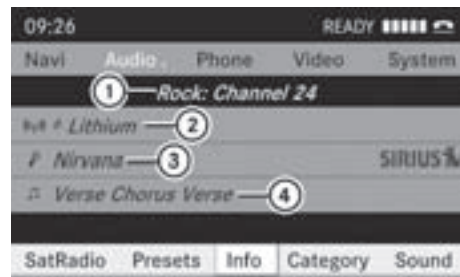 09:26 READY
Navi Audio Phone Video System
1 Rock: Channel 24
Lithium 2
Nirvana 3 SIRIUS
Verse Chorus Verse 4
SatRadio Presets Info Category Sound